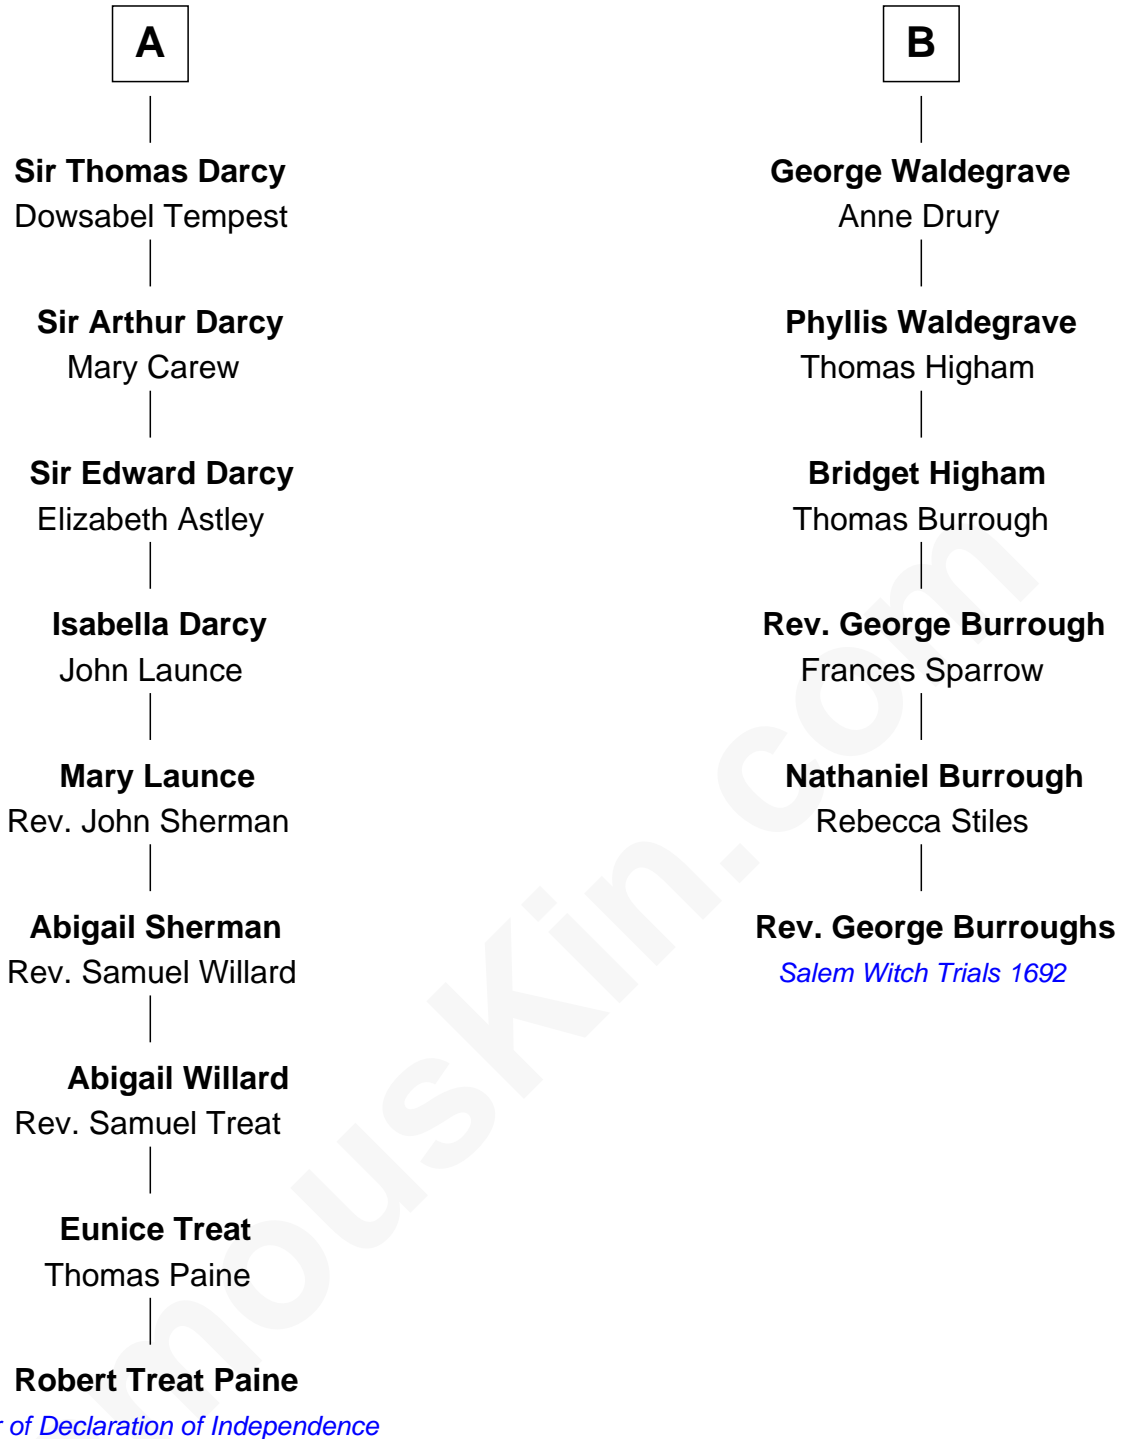 A
Sir Thomas Darcy
Dowsabel Tempest
Sir Arthur Darcy
Mary Carew
Sir Edward Darcy
Elizabeth Astley
Isabella Darcy
John Launce
Mary Launce
Rev. John Sherman
Abigail Sherman
Rev. Samuel Willard
Abigail Willard
Rev. Samuel Treat
Eunice Treat
Thomas Paine
Robert Treat Paine
of Declaration of Independence
B
George Waldegrave
Anne Drury
Phyllis Waldegrave
Thomas Higham
Bridget Higham
Thomas Burrough
Rev. George Burrough
Frances Sparrow
Nathaniel Burrough
Rebecca Stiles
Rev. George Burroughs
Salem Witch Trials 1692
mousKin.com